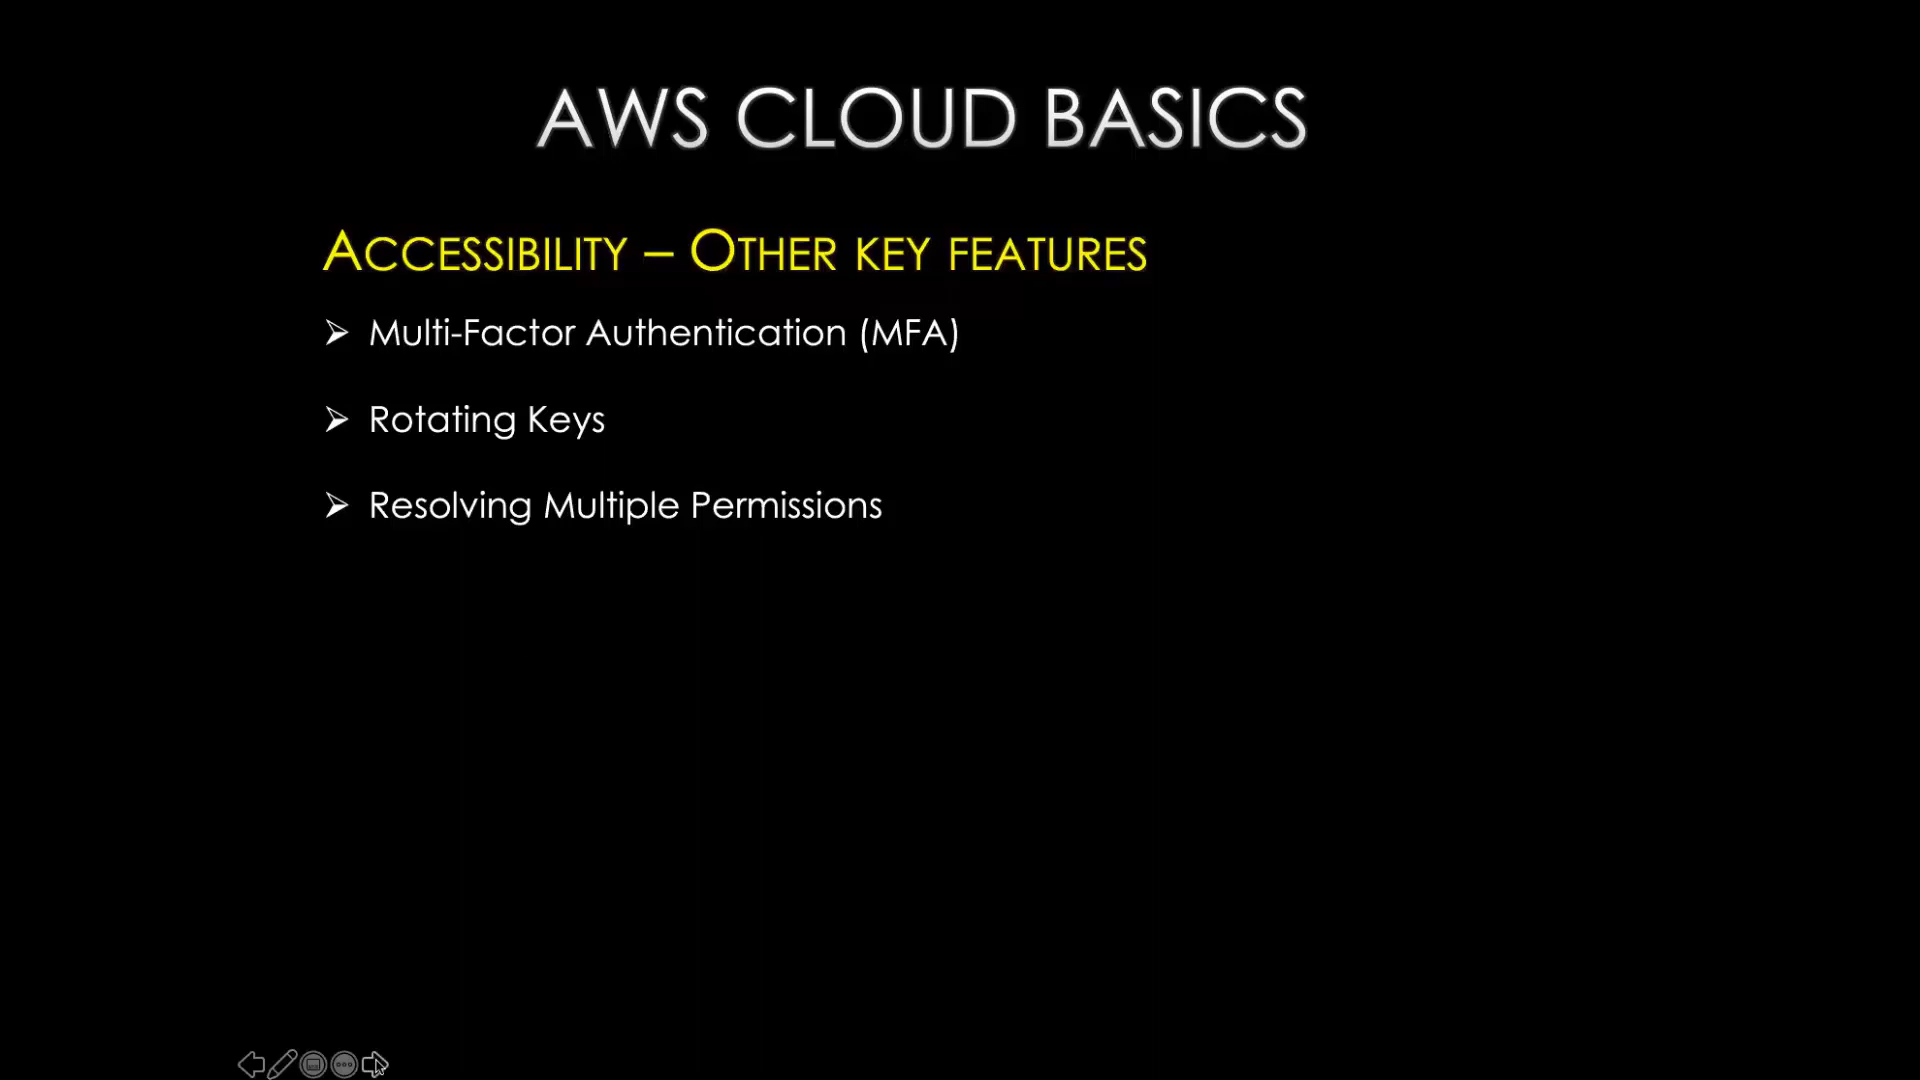 AWS CLOUD BASICS
ACCESSIBILITY – OTHER KEY FEATURES
➢ Multi-Factor Authentication (MFA)
➢ Rotating Keys
➢ Resolving Multiple Permissions